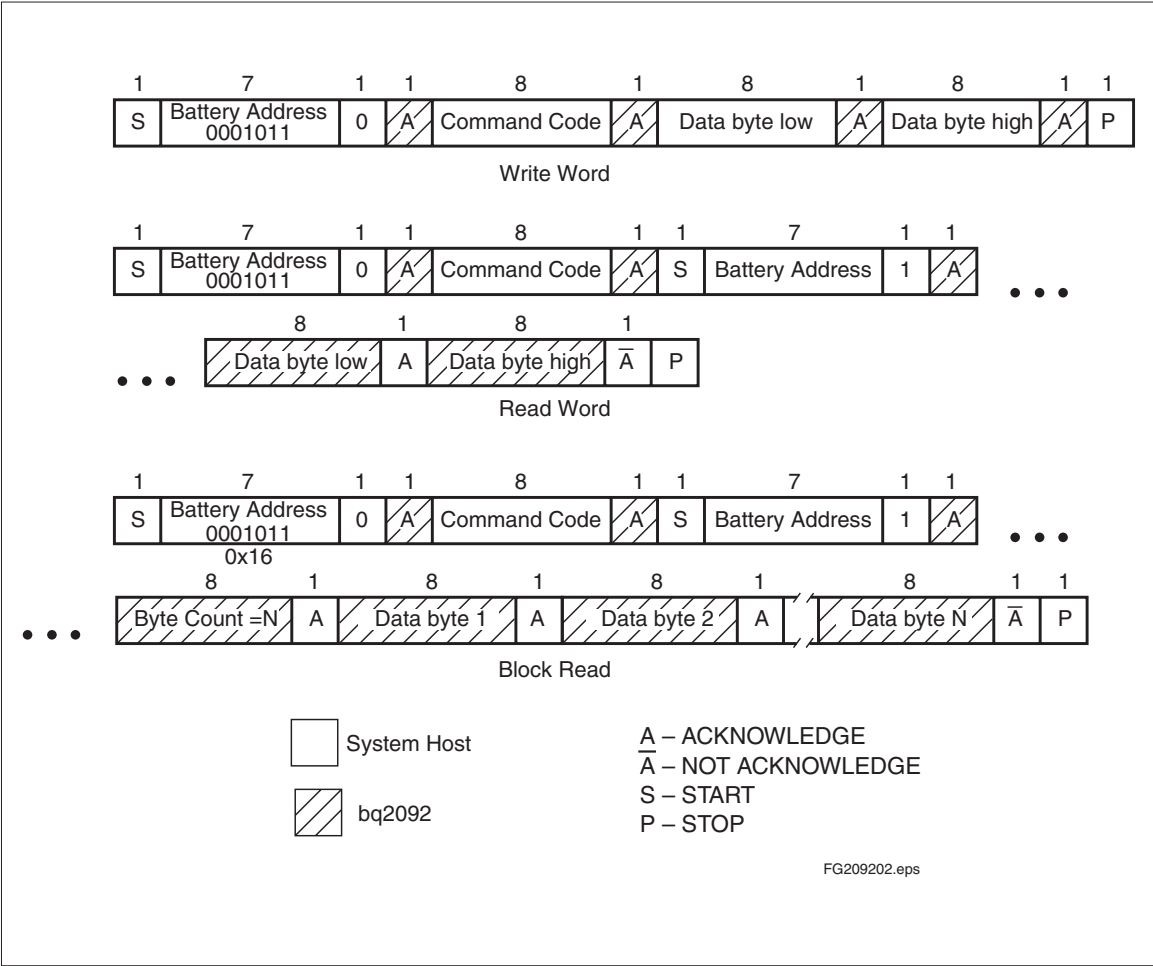 1 7 1 1 8 1 8 1 8 1 1
S Battery Address 0 A Command Code A Data byte low A Data byte high A P
0001011
Write Word
1 7 1 1 8 1 1 7 1 1
S Battery Address 0 A Command Code A S Battery Address 1 A
0001011
8 1 8 1
Data byte low A Data byte high A̅ P
Read Word
1 7 1 1 8 1 1 7 1 1
S Battery Address 0 A Command Code A S Battery Address 1 A
0001011
0x16
8 1 8 1 8 1 8 1 1
Byte Count =N A Data byte 1 A Data byte 2 A Data byte N A̅ P
Block Read
System Host
bq2092
A – ACKNOWLEDGE
A̅ – NOT ACKNOWLEDGE
S – START
P – STOP
FG209202.eps